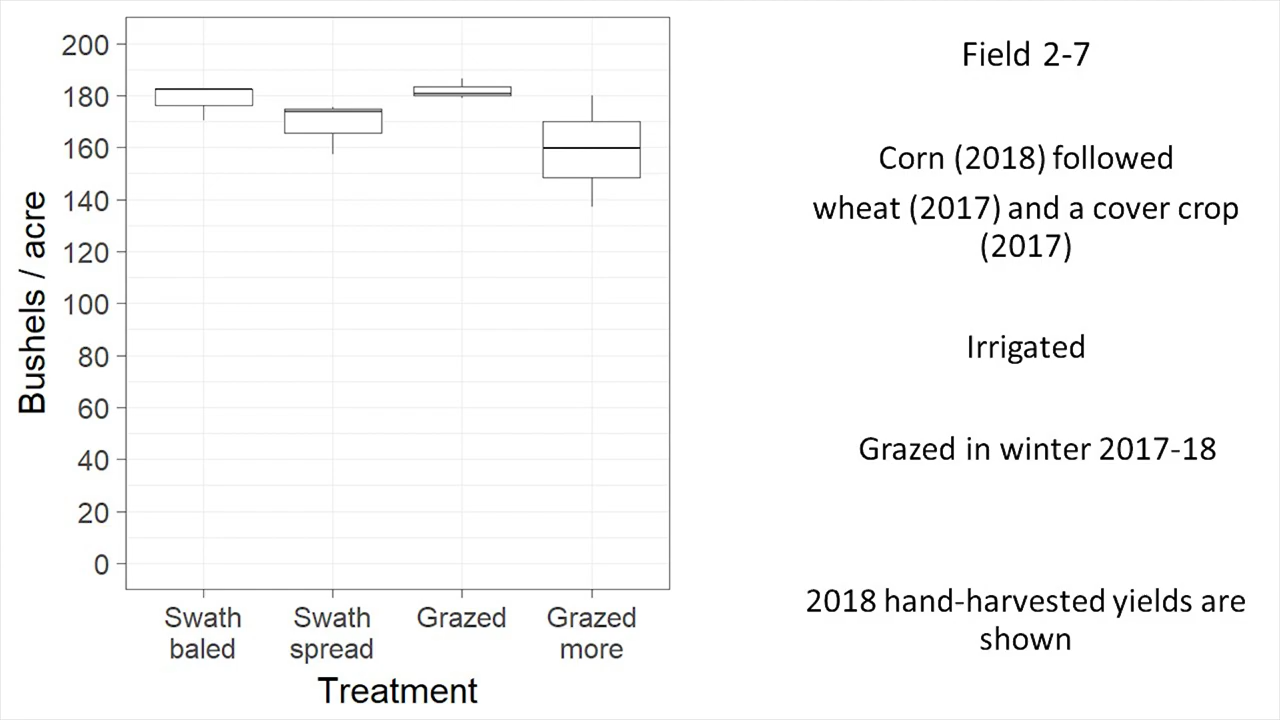 200
180
160
140
120
100
80
60
40
20
0
Bushels / acre
Swath baled
Swath spread
Grazed
Grazed more
Treatment
Field 2-7
Corn (2018) followed
wheat (2017) and a cover crop
(2017)
Irrigated
Grazed in winter 2017-18
2018 hand-harvested yields are
shown